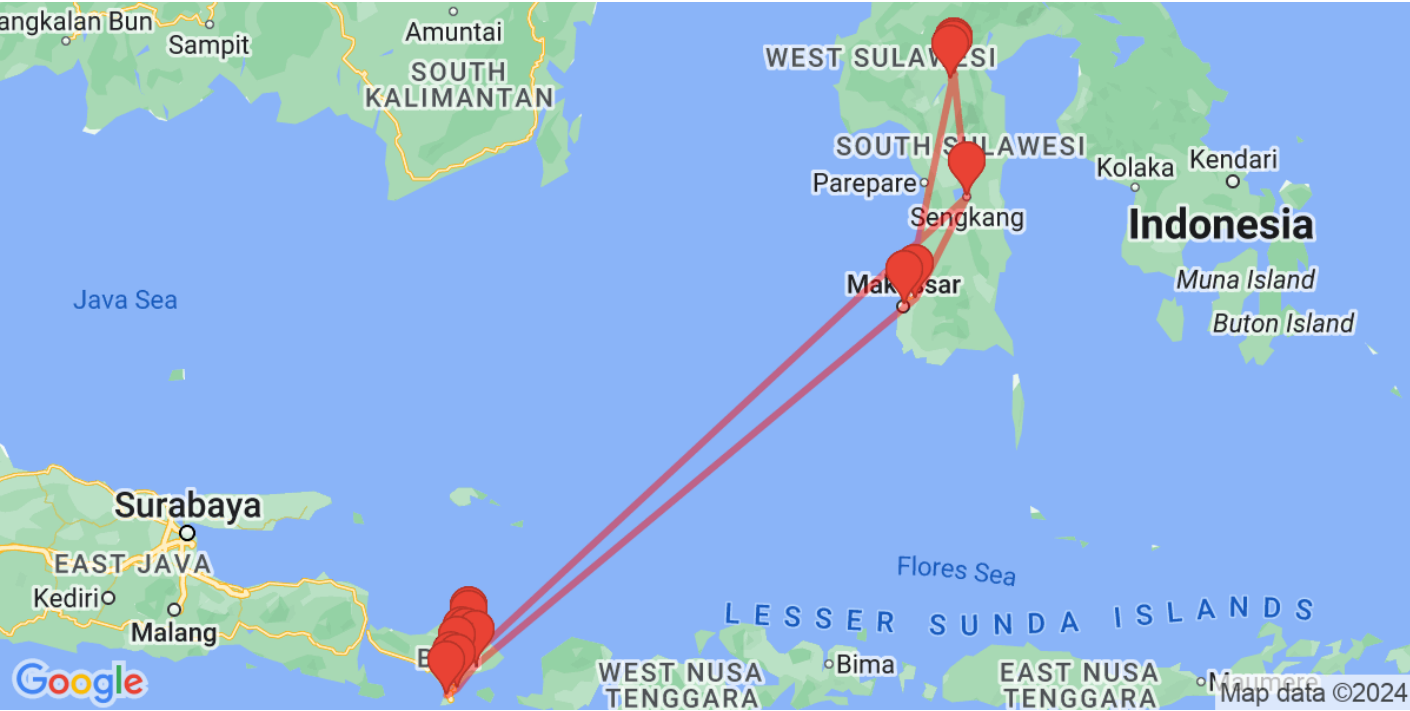 angkalan Bun
Sampit
Amuntai
SOUTH
KALIMANTAN
WEST SULAWESI
SOUTH SULAWESI
Parepare
Sengkang
Kolaka
Kendari
Indonesia
Makassar
Muna Island
Buton Island
Java Sea
Surabaya
EAST JAVA
Kediri
Malang
Flores Sea
LESSER SUNDA ISLANDS
WEST NUSA
TENGGARA
Bima
EAST NUSA
TENGGARA
Maumere
Google
Map data ©2024